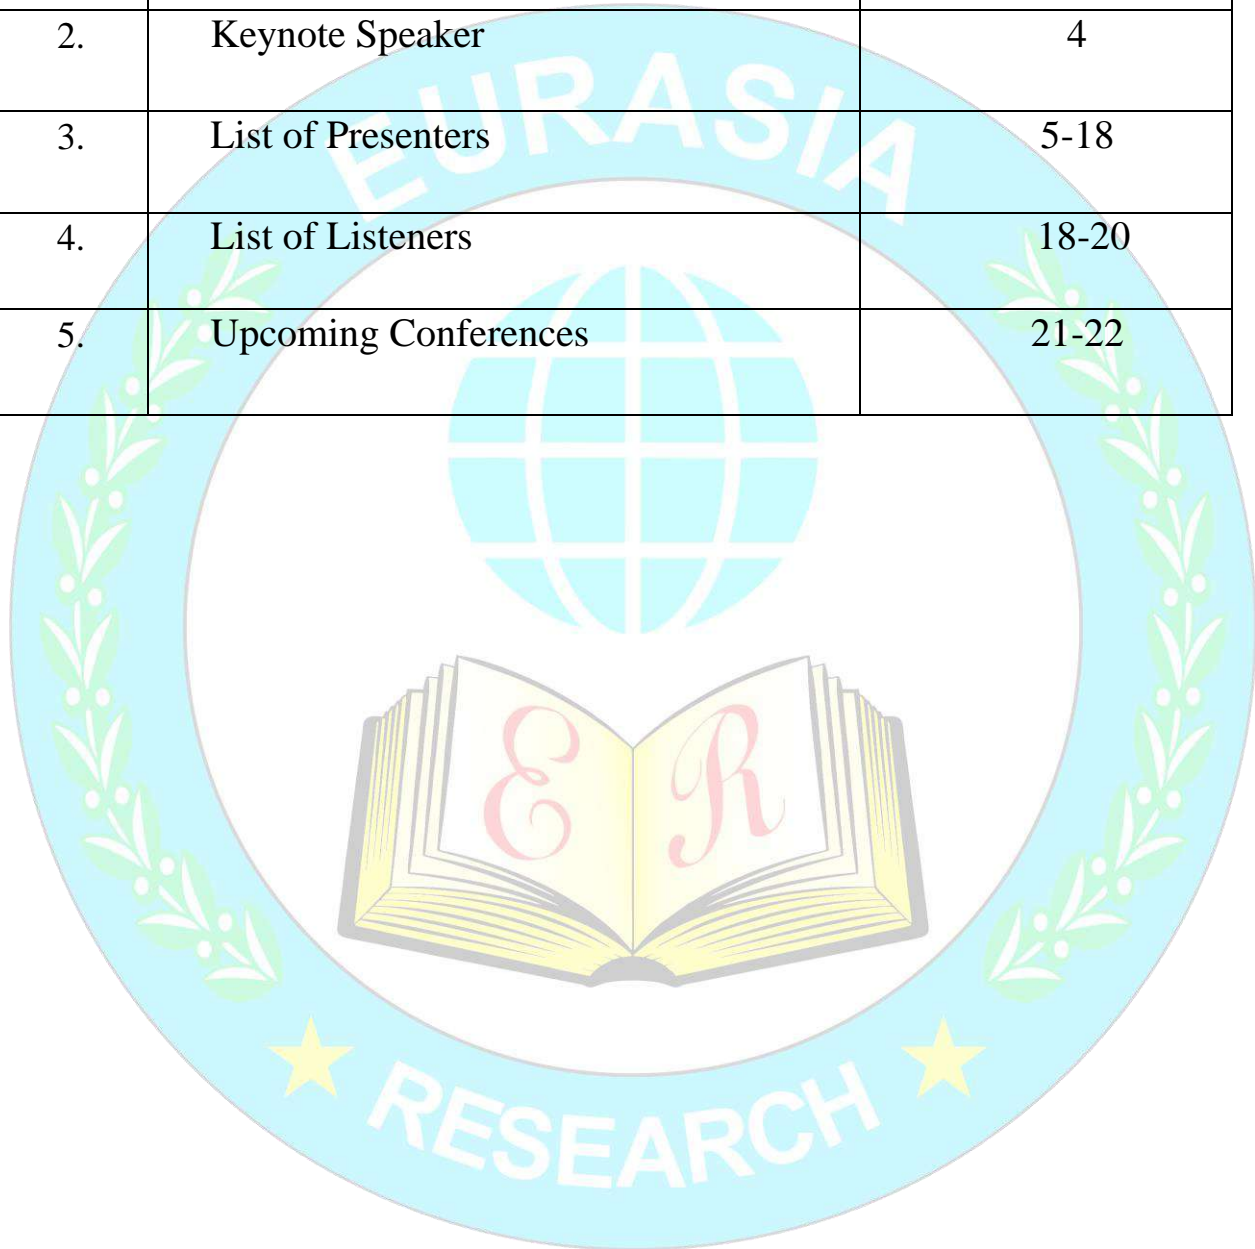 2. Keynote Speaker 4
3. List of Presenters 5-18
4. List of Listeners 18-20
5. Upcoming Conferences 21-22
EURASIA
E R
RESEARCH